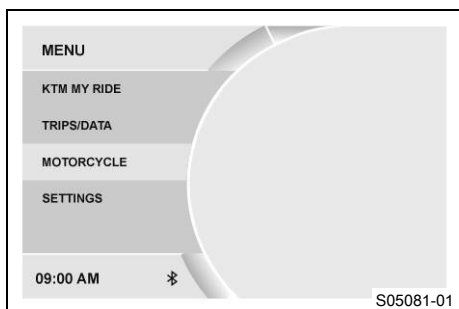 MENU
KTM MY RIDE
TRIPS/DATA
MOTORCYCLE
SETTINGS
09:00 AM
S05081-01